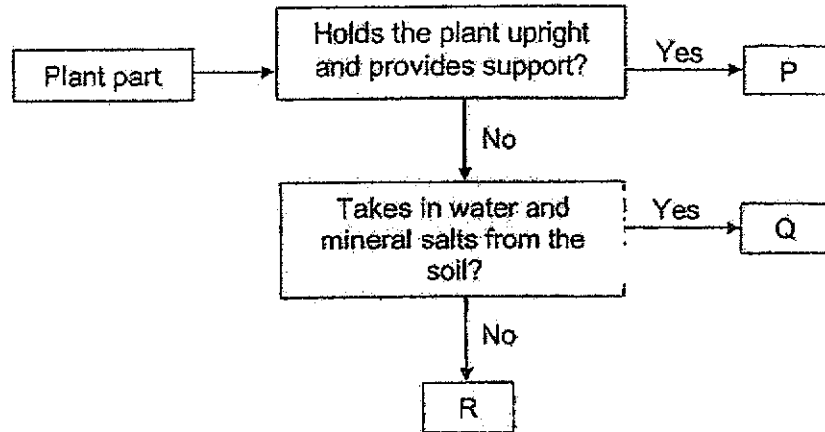 Holds the plant upright
and provides support?
Plant part
Yes
P
No
Takes in water and
mineral salts from the
soil?
Yes
Q
No
R